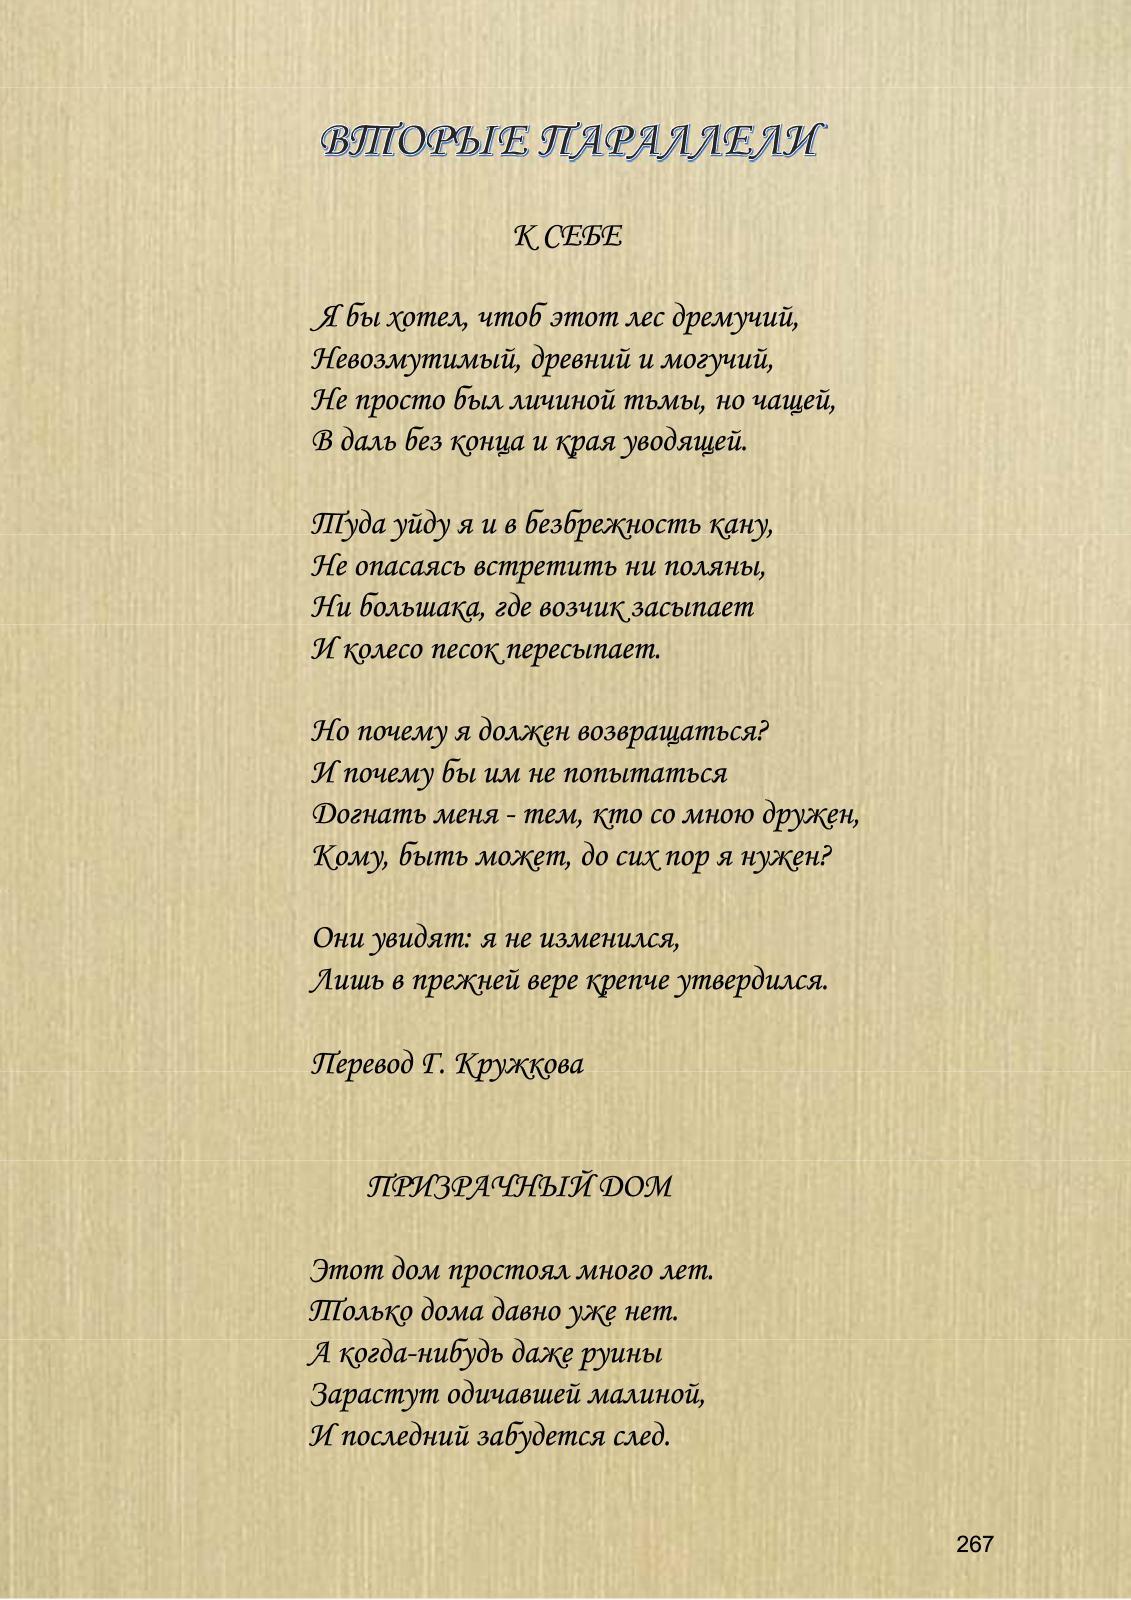 ВТОРЫЕ ПАРАЛЛЕЛИ
К СЕБЕ
Я бы хотел, чтоб этот лес дремучий,
Невозмутимый, древний и могучий,
Не просто был личиной тьмы, но чащей,
В даль без конца и края уводящей.
Туда уйду я и в безбрежность кану,
Не опасаясь встретить ни поляны,
Ни большака, где возчик засыпает
И колесо песок пересыпает.
Но почему я должен возвращаться?
И почему бы им не попытаться
Догнать меня - тем, кто со мною дружен,
Кому, быть может, до сих пор я нужен?
Они увидят: я не изменился,
Лишь в прежней вере крепче утвердился.
Перевод Г. Кружкова
ПРИЗРАЧНЫЙ ДОМ
Этот дом простоял много лет.
Только дома давно уже нет.
А когда-нибудь даже руины
Зарастут одичавшей малиной,
И последний забудется след.
267